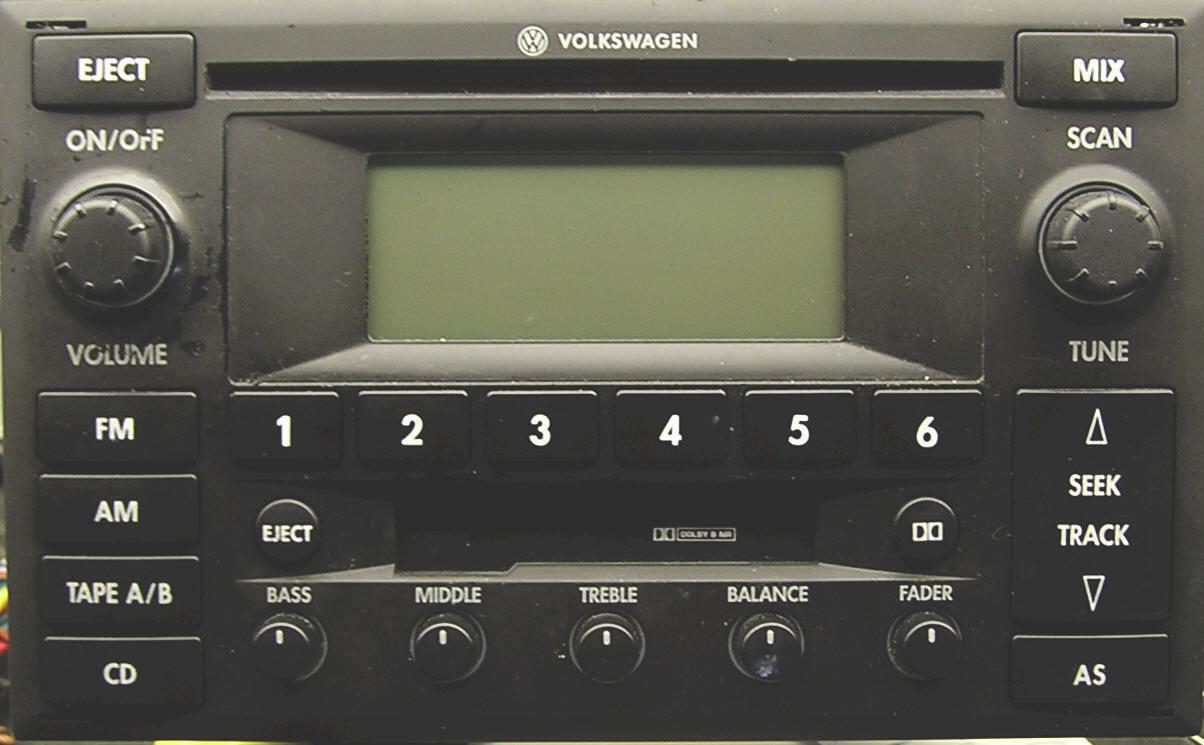 VOLKSWAGEN
EJECT
MIX
ON/OFF
SCAN
VOLUME
TUNE
FM
1 2 3 4 5 6
SEEK
AM
EJECT
DOLBY B NR
TRACK
TAPE A/B
BASS MIDDLE TREBLE BALANCE FADER
CD
AS